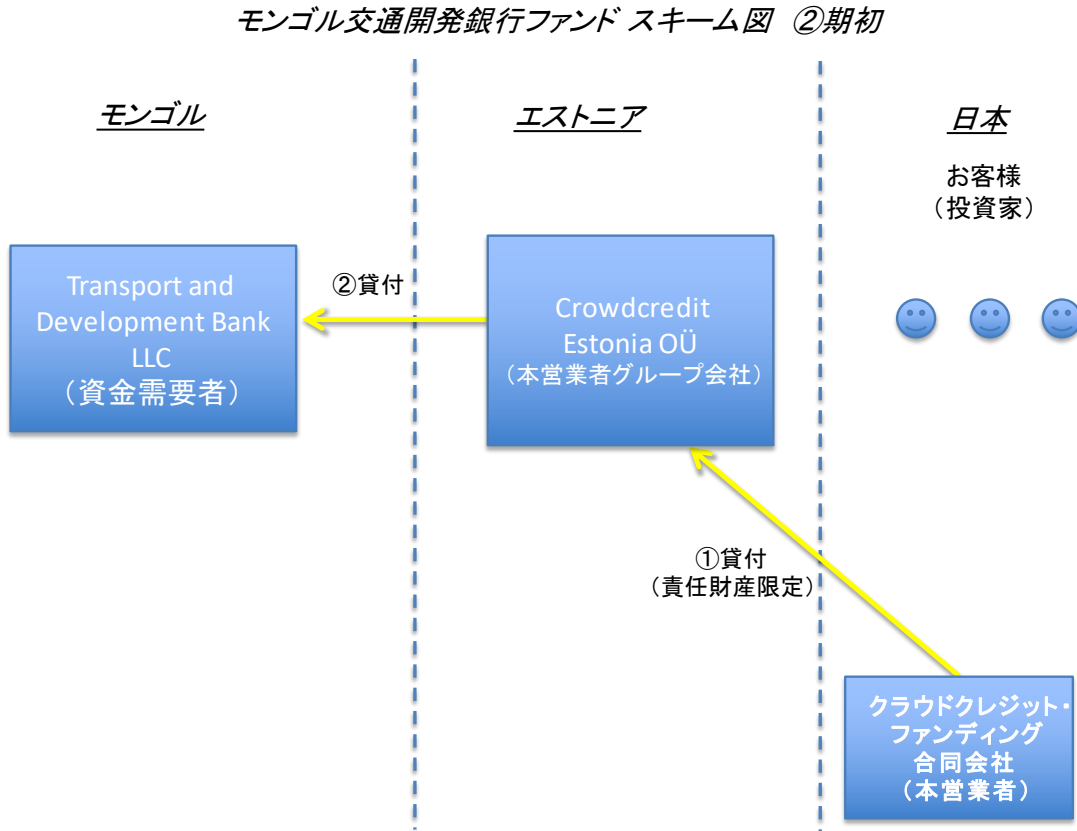 モンゴル交通開発銀行ファンド スキーム図 ②期初
モンゴル
エストニア
日本
お客様
（投資家）
Transport and
Development Bank
LLC
（資金需要者）
②貸付
Crowdcredit
Estonia OÜ
（本営業者グループ会社）
①貸付
（責任財産限定）
クラウドクレジット・
ファンディング
合同会社
（本営業者）